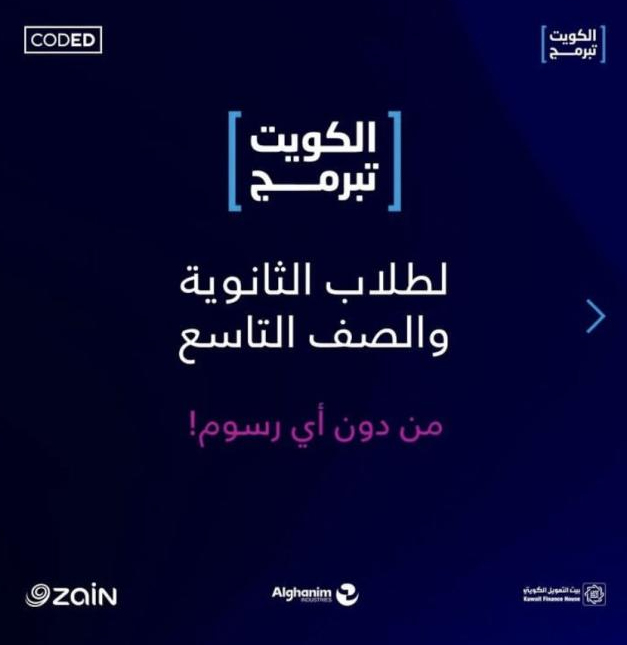 CODED
الكويت
تبرمج
الكويت
تبرمـــج
لطلاب الثانوية
والصف التاسع
من دون أي رسوم!
zain
Alghanim
INDUSTRIES
بيت التمويل الكويتي
Kuwait Finance House